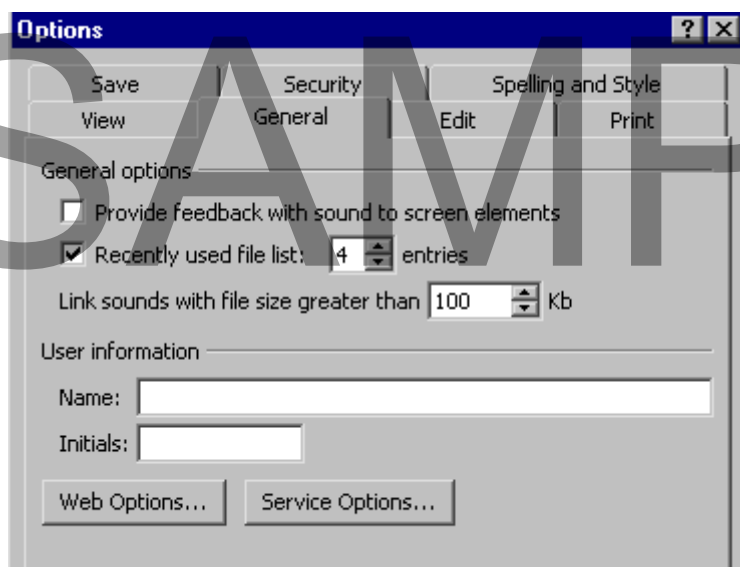 Options
Save Security Spelling and Style
View General Edit Print
General options
Provide feedback with sound to screen elements
Recently used file list: 4 entries
Link sounds with file size greater than 100 Kb
User information
Name:
Initials:
Web Options... Service Options...
SAMP